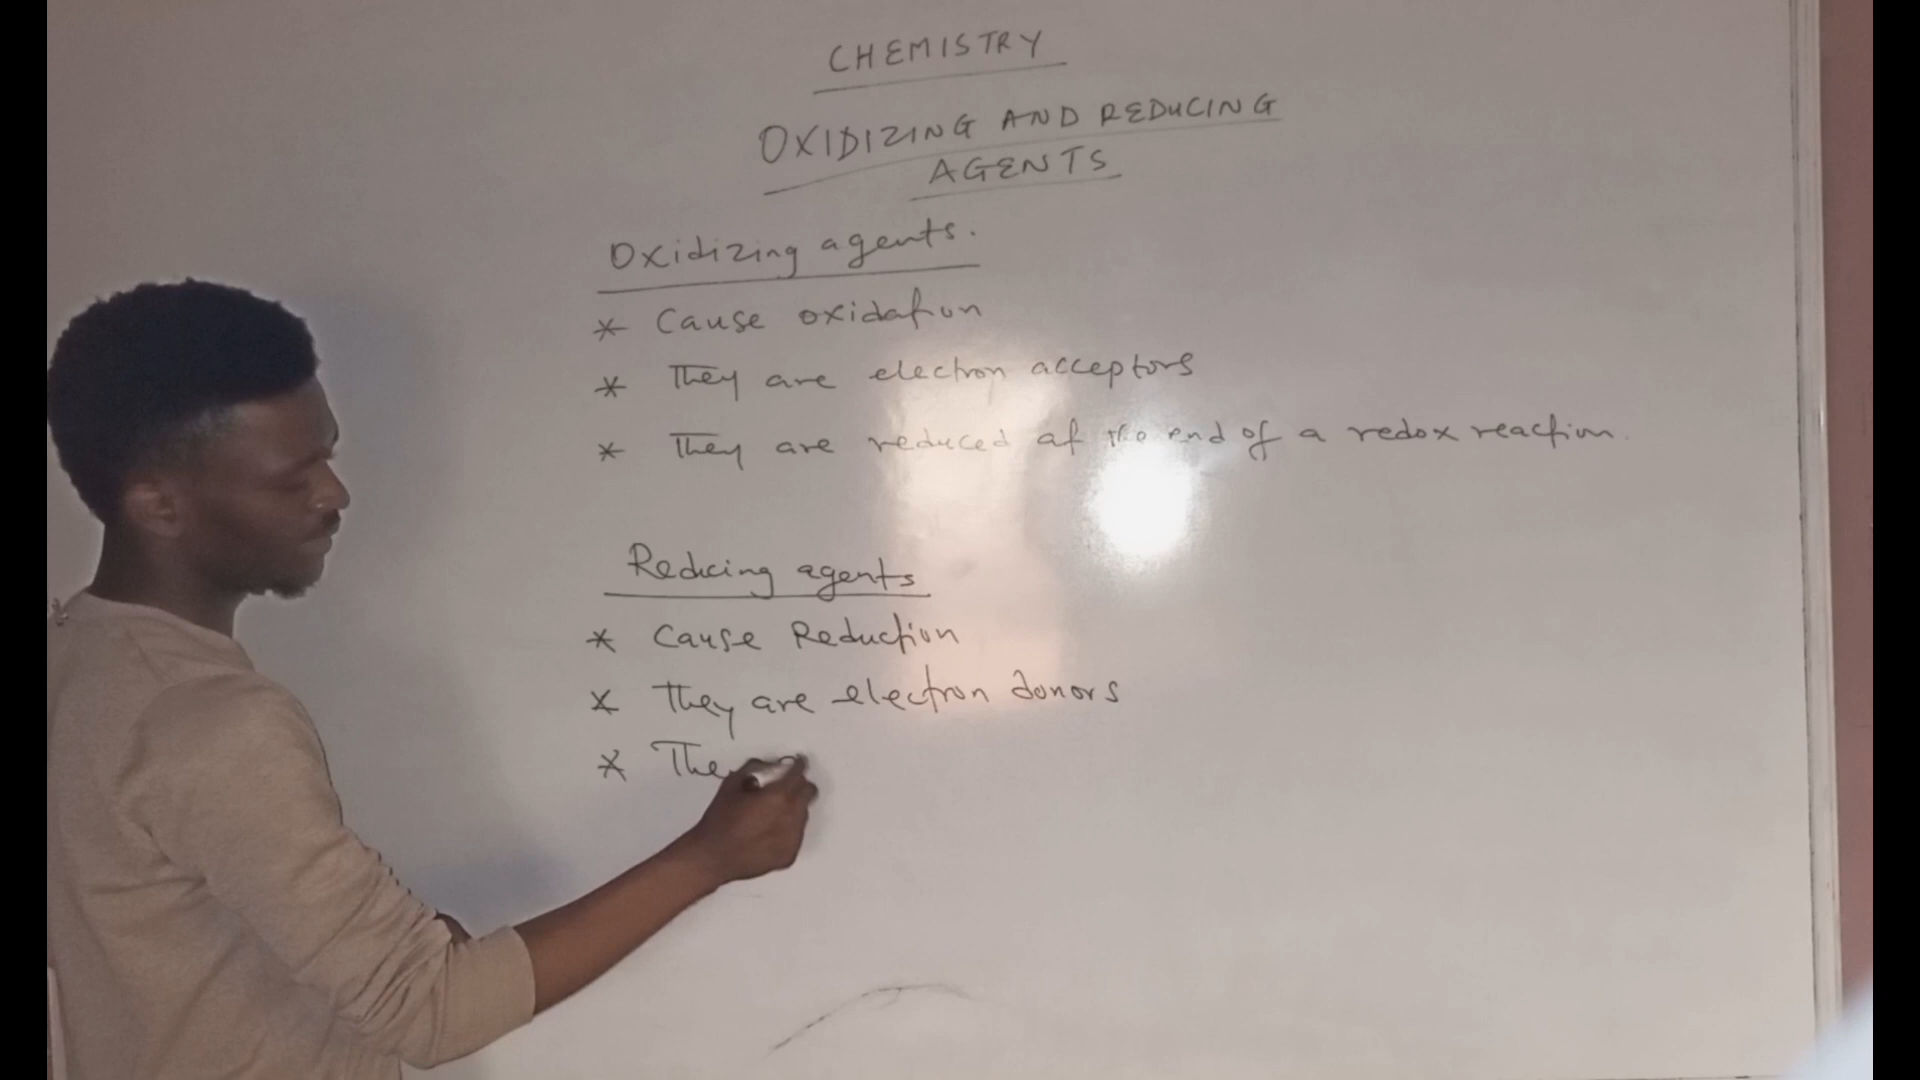 CHEMISTRY
OXIDIZING AND REDUCING
AGENTS
Oxidizing agents.
* Cause oxidation
* They are electron acceptors
* They are reduced at the end of a redox reaction.
Reducing agents
* Cause Reduction
* They are electron donors
* They